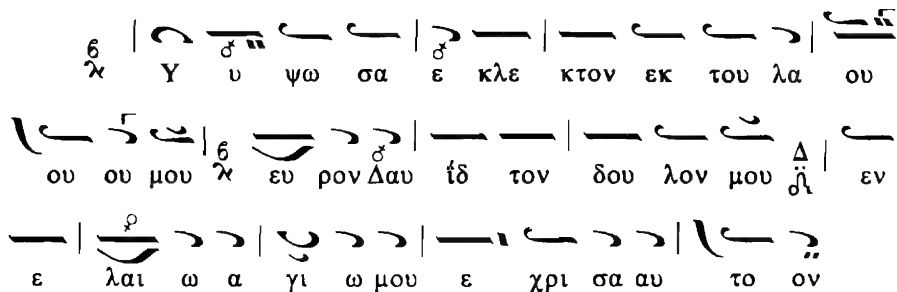 Υ υ ψω σα ε κλε κτον εκ του λα ου
ου ου μου ευ ρον Δαυ ΐδ τον δου λον μου Δ εν
ε λαι ω α γι ω μου ε χρι σα αυ το ον